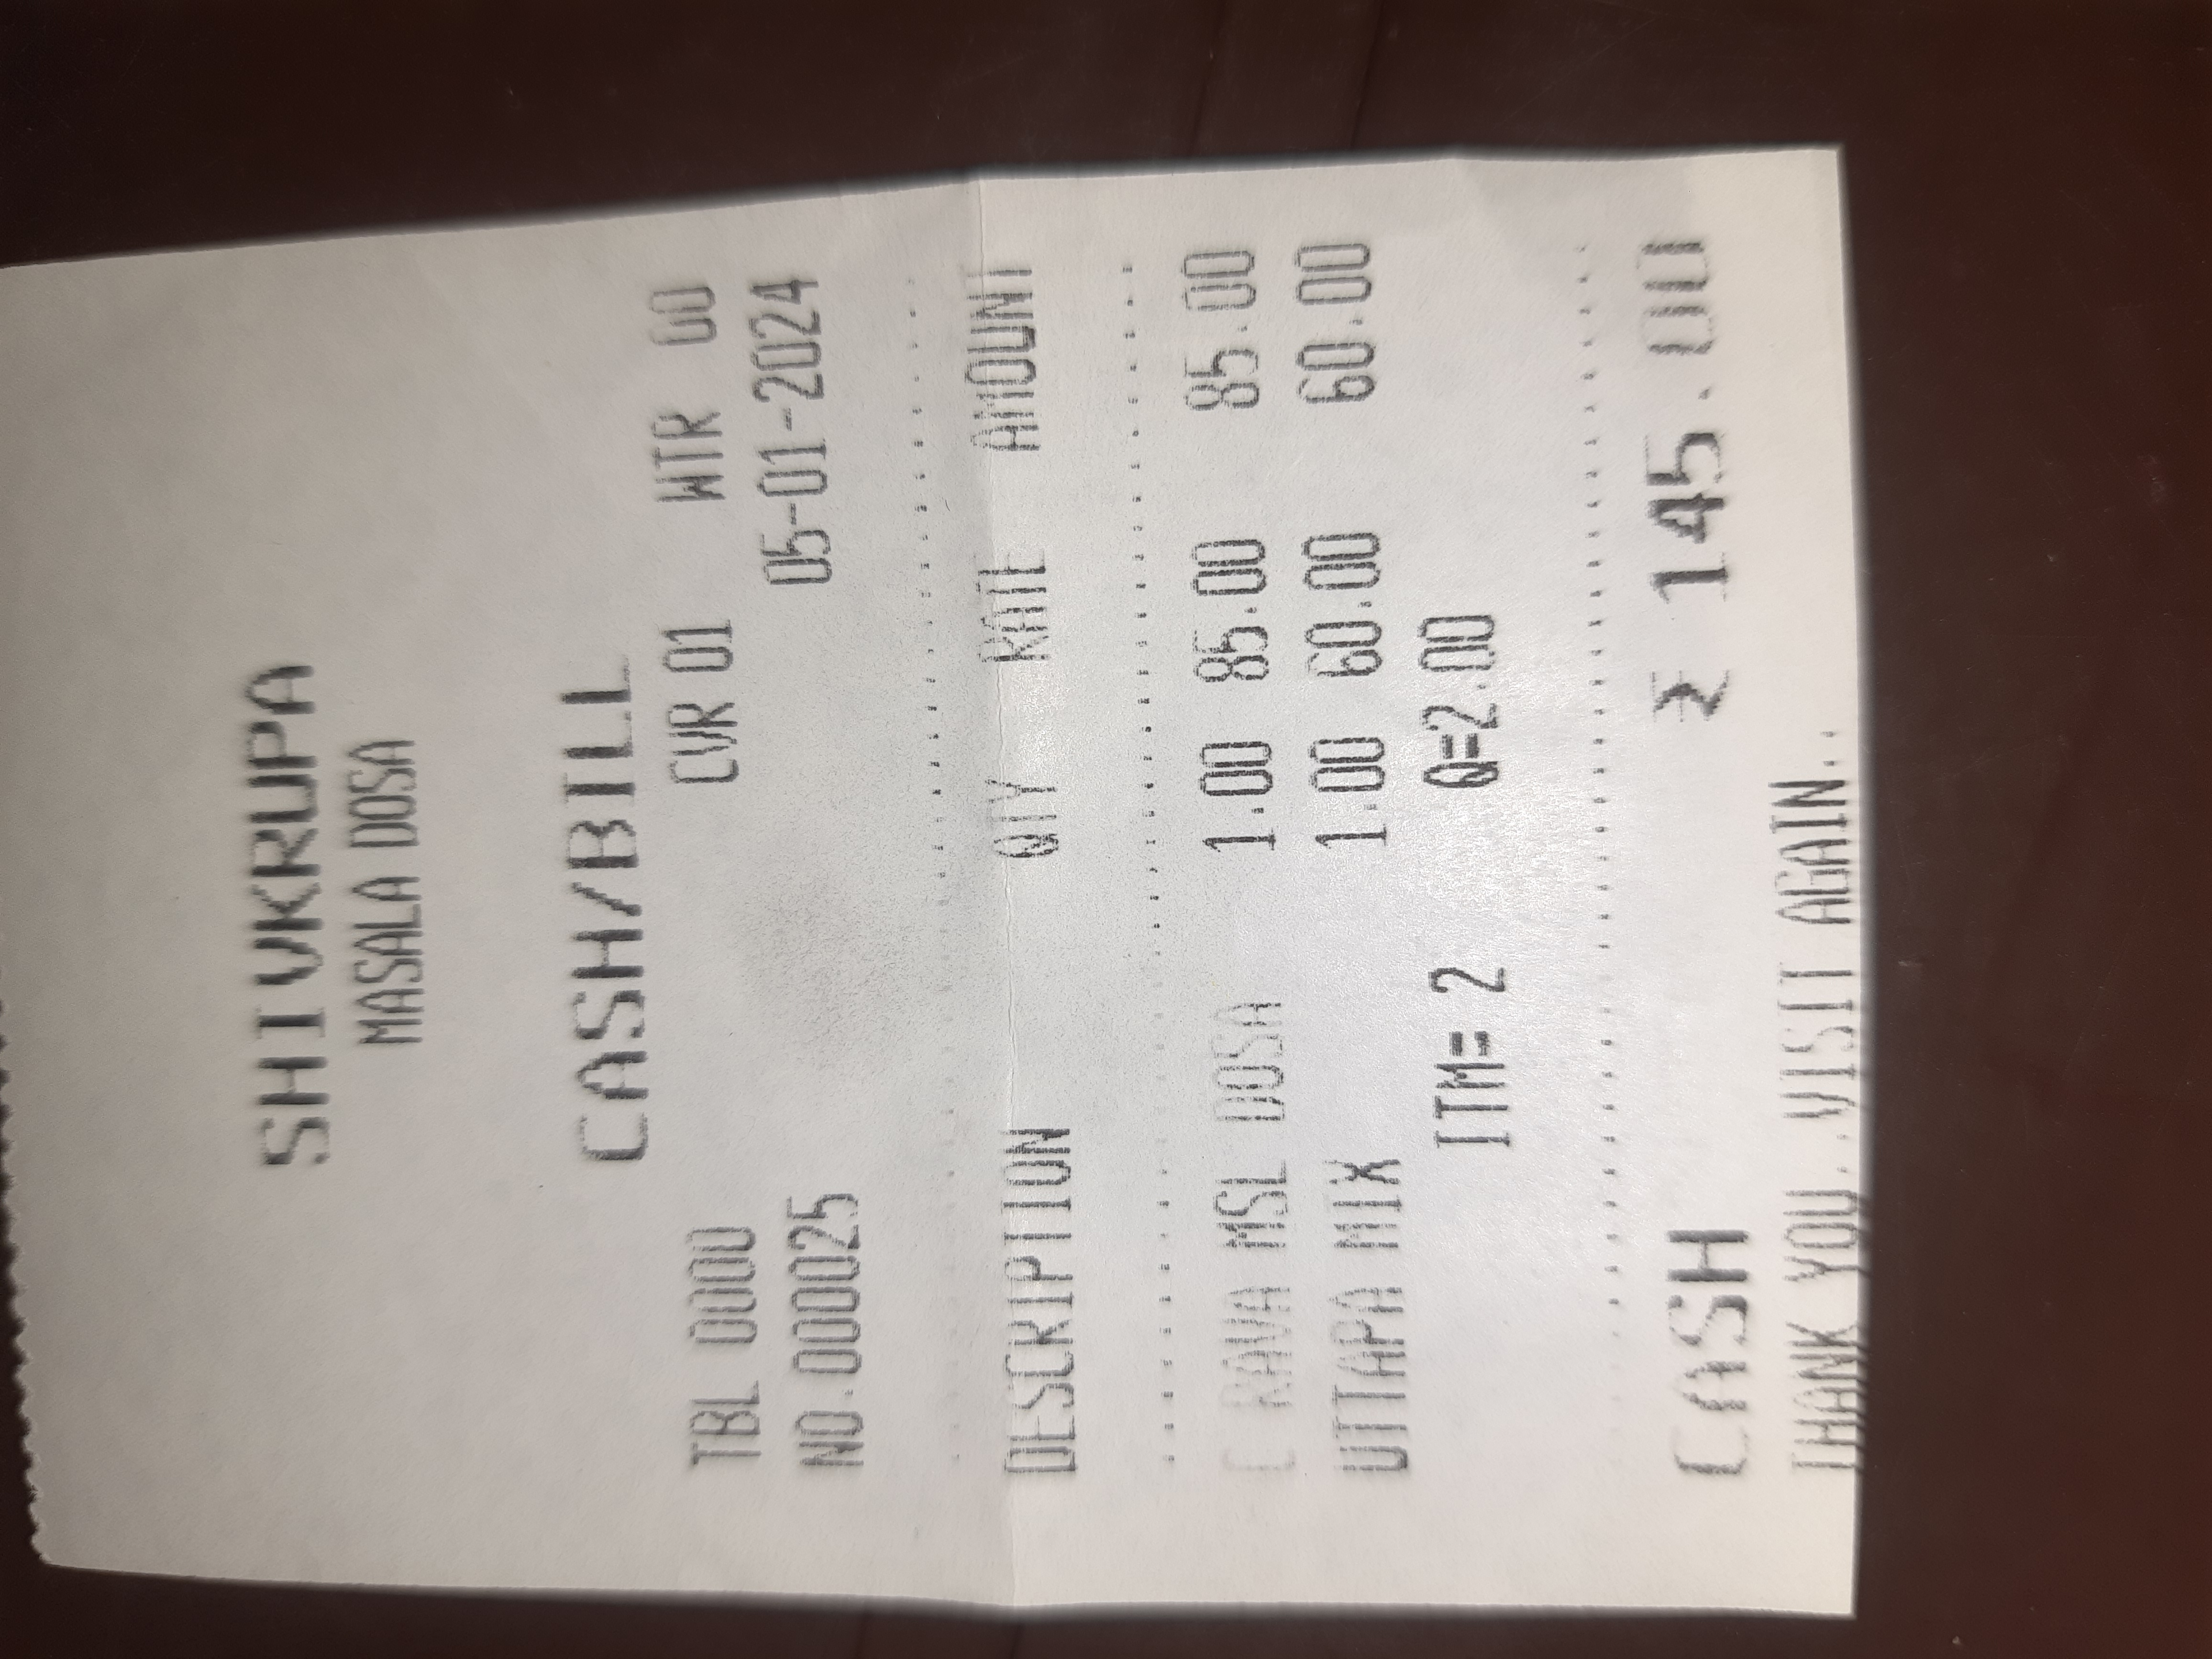 SHIVKRUPA
MASALA DOSA
CASH/BILL
TBL 0000 CVR 01 WTR GO
NO.000025 05-01-2024
DESCRIPTION QTY RATE AMOUNT
C RAVA MSL DOSA 1.00 85.00 85.00
UTTAPA MIX 1.00 60.00 60.00
ITM= 2 Q=2.00
CASH ₹ 145.00
THANK YOU..VISIT AGAIN..